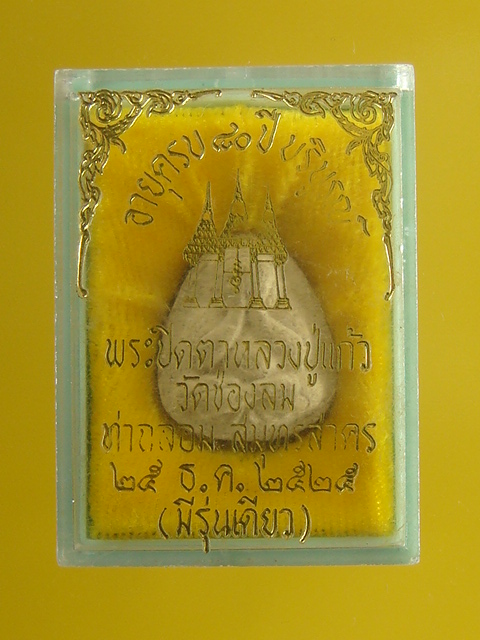 อายุครบ ๘๐ ปี บริบูรณ์
พระปิดตาหลวงปู่แก้ว
วัดช่องลม
ท่าฉลอม สมุทรสาคร
๒๕ ธ.ค. ๒๕๒๕
(มีรุ่นเดียว)